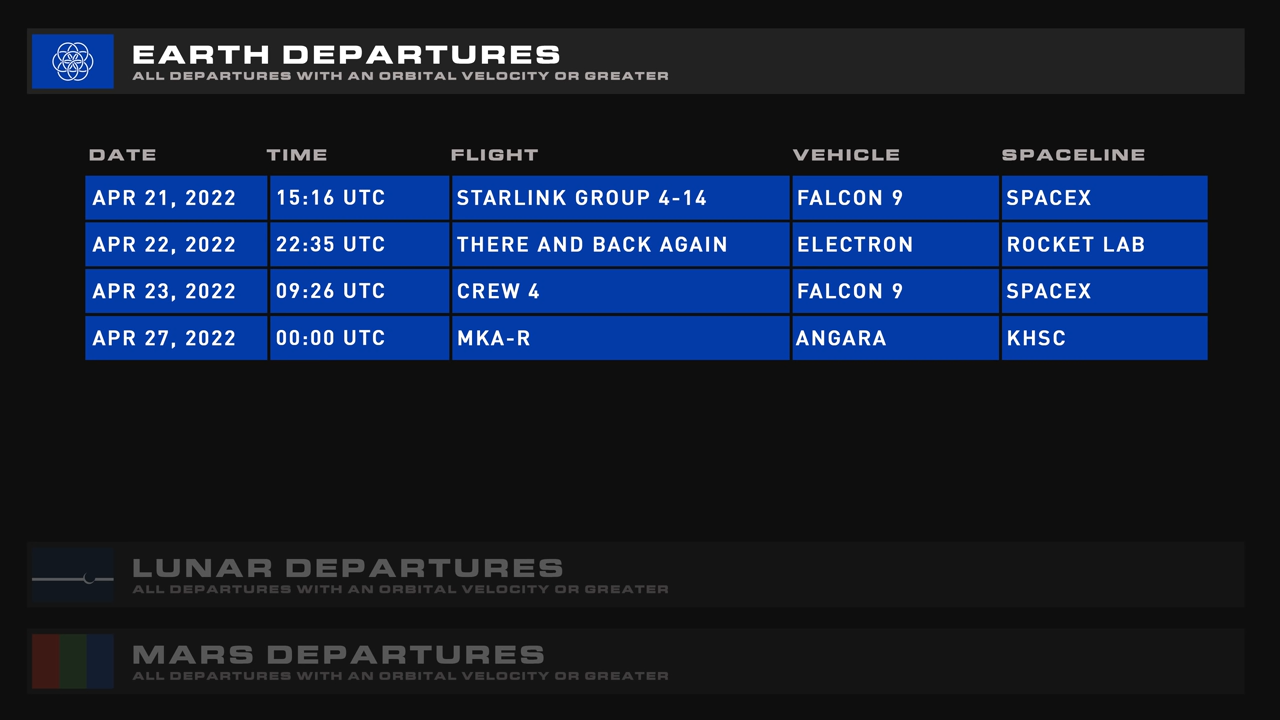 EARTH DEPARTURES
ALL DEPARTURES WITH AN ORBITAL VELOCITY OR GREATER
DATE TIME FLIGHT VEHICLE SPACELINE
APR 21, 2022 15:16 UTC STARLINK GROUP 4-14 FALCON 9 SPACEX
APR 22, 2022 22:35 UTC THERE AND BACK AGAIN ELECTRON ROCKET LAB
APR 23, 2022 09:26 UTC CREW 4 FALCON 9 SPACEX
APR 27, 2022 00:00 UTC MKA-R ANGARA KHSC
LUNAR DEPARTURES
ALL DEPARTURES WITH AN ORBITAL VELOCITY OR GREATER
MARS DEPARTURES
ALL DEPARTURES WITH AN ORBITAL VELOCITY OR GREATER